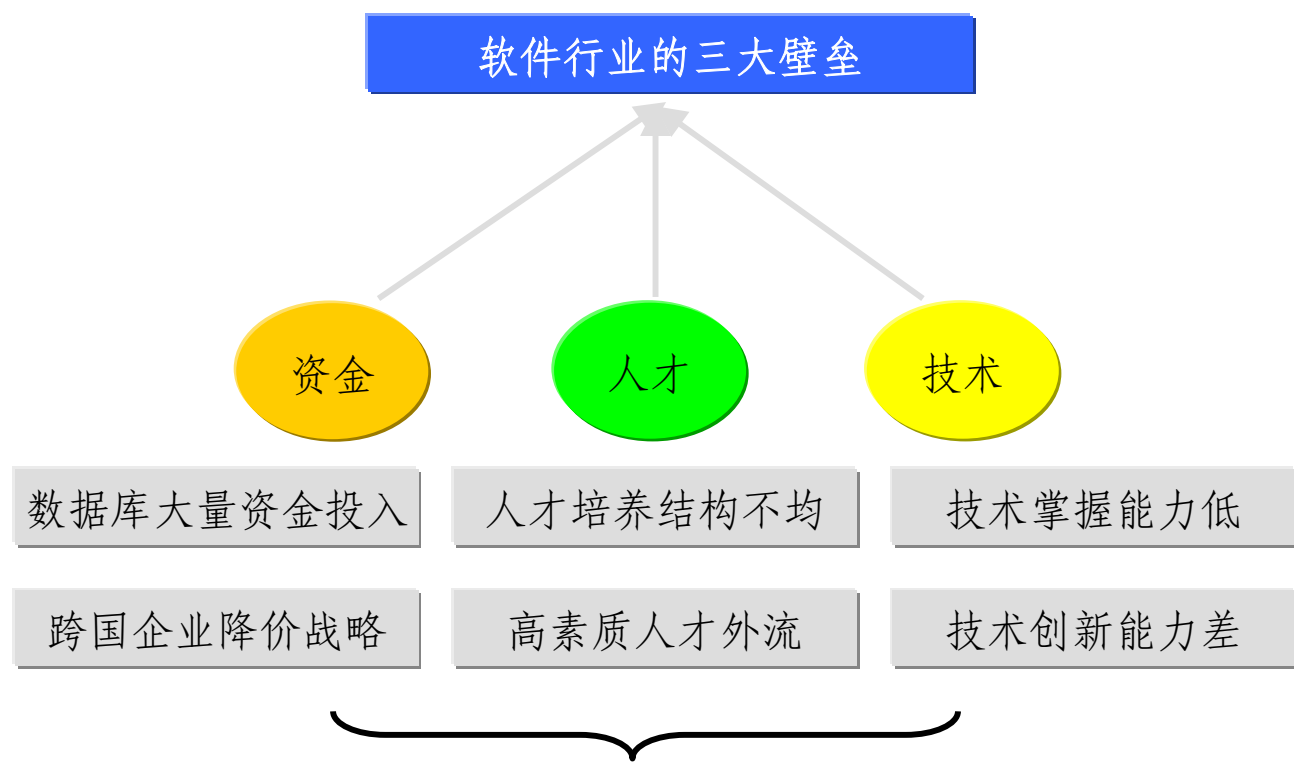 软件行业的三大壁垒
资金
人才
技术
数据库大量资金投入
人才培养结构不均
技术掌握能力低
跨国企业降价战略
高素质人才外流
技术创新能力差